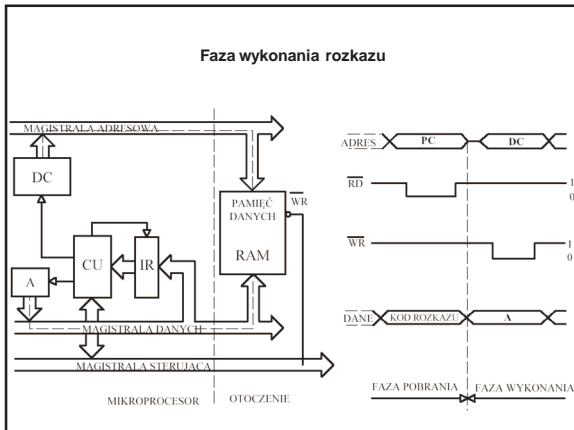 Faza wykonania rozkazu
MAGISTRALA ADRESOWA
DC
A
CU
IR
PAMIĘĆ
DANYCH
RAM
WR
MAGISTRALA DANYCH
MAGISTRALA STERUJĄCA
MIKROPROCESOR
OTOCZENIE
ADRES
PC
DC
RD
1
0
WR
1
0
DANE
KOD ROZKAZU
A
FAZA POBRANIA
FAZA WYKONANIA